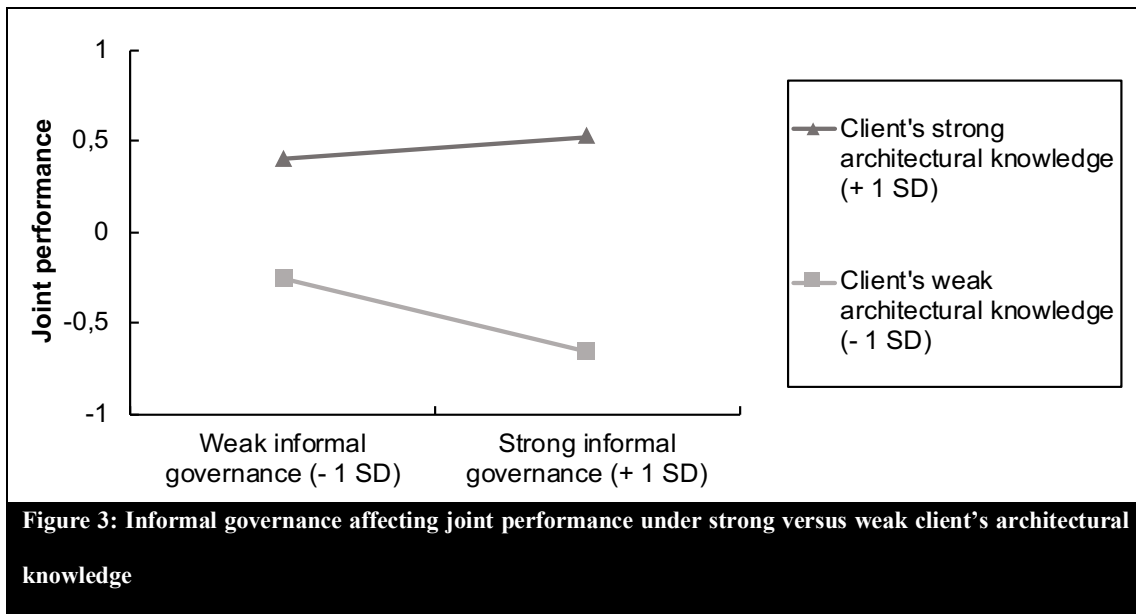 1
0,5
0
-0,5
-1
Joint performance
Weak informal
governance (- 1 SD)
Strong informal
governance (+ 1 SD)
Client's strong
architectural knowledge
(+ 1 SD)
Client's weak
architectural knowledge
(- 1 SD)
Figure 3: Informal governance affecting joint performance under strong versus weak client’s architectural
knowledge